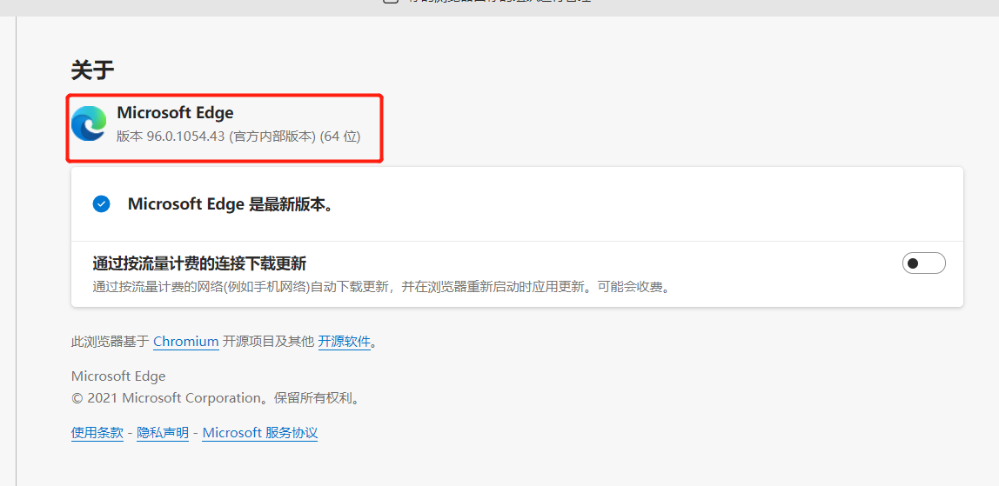 关于
Microsoft Edge
版本 96.0.1054.43 (官方内部版本) (64 位)
Microsoft Edge 是最新版本。
通过按流量计费的连接下载更新
通过按流量计费的网络(例如手机网络)自动下载更新，并在浏览器重新启动时应用更新。可能会收费。
此浏览器基于 Chromium 开源项目及其他 开源软件。
Microsoft Edge
© 2021 Microsoft Corporation。保留所有权利。
使用条款 - 隐私声明 - Microsoft 服务协议